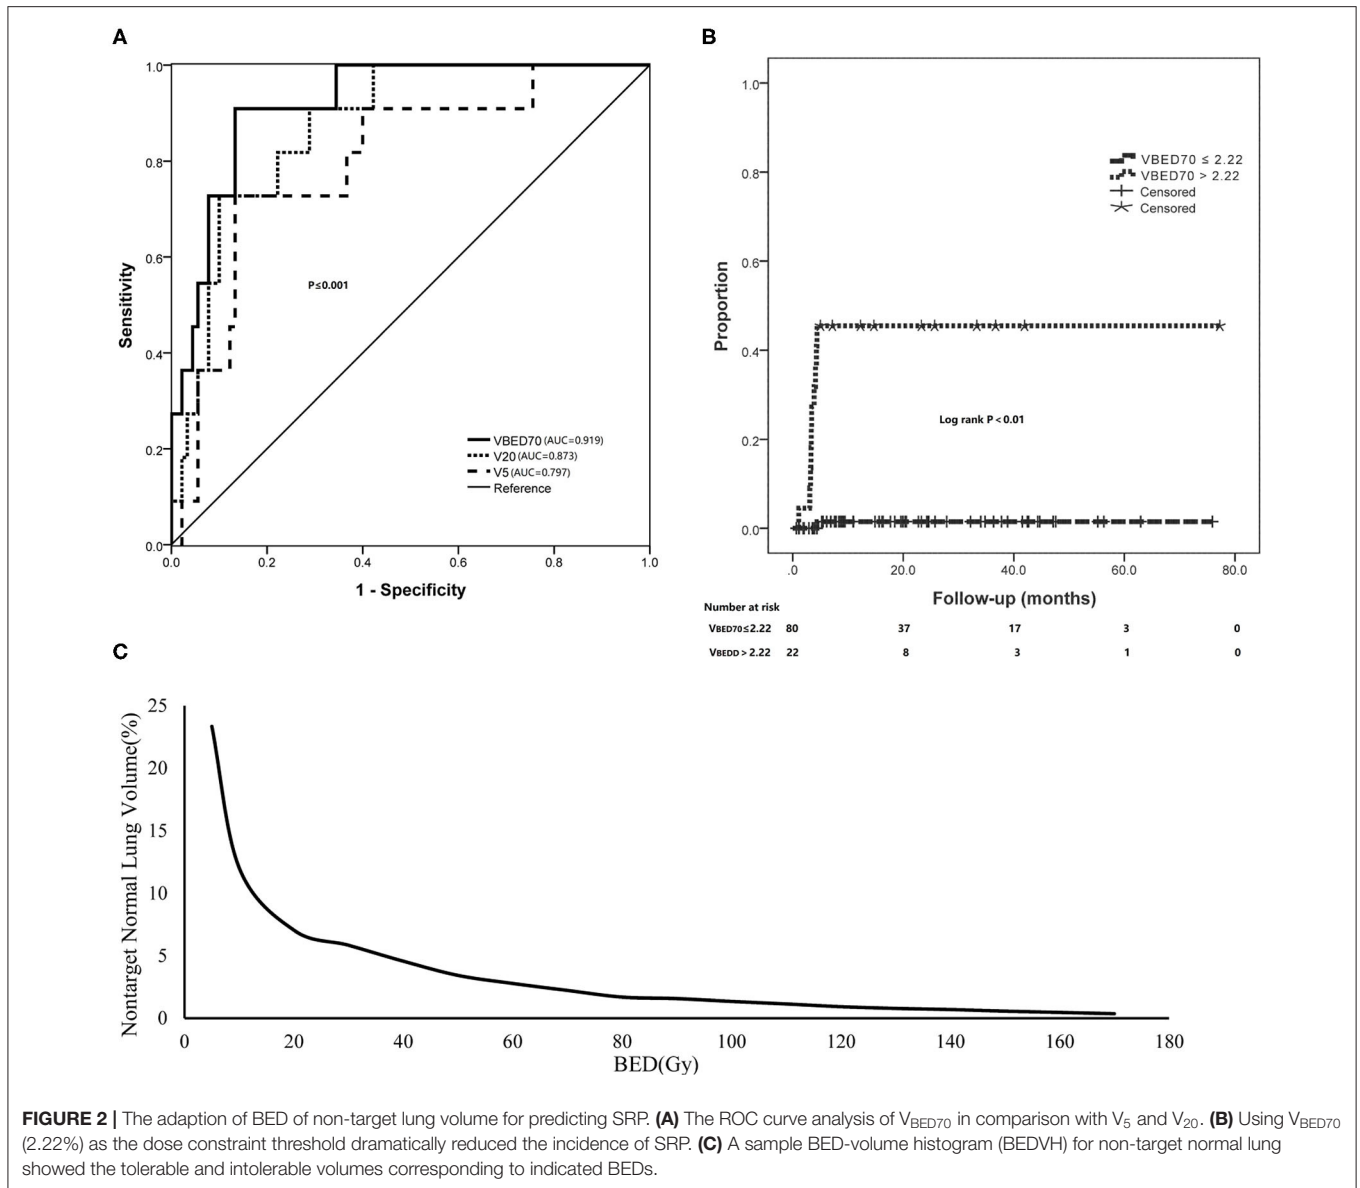 A
1.0
0.8
0.6
0.4
0.2
0.0
Sensitivity
P≤0.001
VBED70 (AUC=0.919)
V20 (AUC=0.873)
V5 (AUC=0.797)
Reference
0.0 0.2 0.4 0.6 0.8 1.0
1 - Specificity
B
1.0
0.8
0.6
0.4
0.2
0.0
Proportion
VBED70 ≤ 2.22
VBED70 > 2.22
Censored
Censored
Log rank P < 0.01
.0 20.0 40.0 60.0 80.0
Follow-up (months)
Number at risk
VBED70≤2.22 80 37 17 3 0
VBEDD > 2.22 22 8 3 1 0
C
25
20
15
10
5
0
Nontarget Normal Lung Volume(%)
0 20 40 60 80 100 120 140 160 180
BED(Gy)
FIGURE 2 | The adaption of BED of non-target lung volume for predicting SRP. (A) The ROC curve analysis of VBED70 in comparison with V5 and V20. (B) Using VBED70
(2.22%) as the dose constraint threshold dramatically reduced the incidence of SRP. (C) A sample BED-volume histogram (BEDVH) for non-target normal lung
showed the tolerable and intolerable volumes corresponding to indicated BEDs.